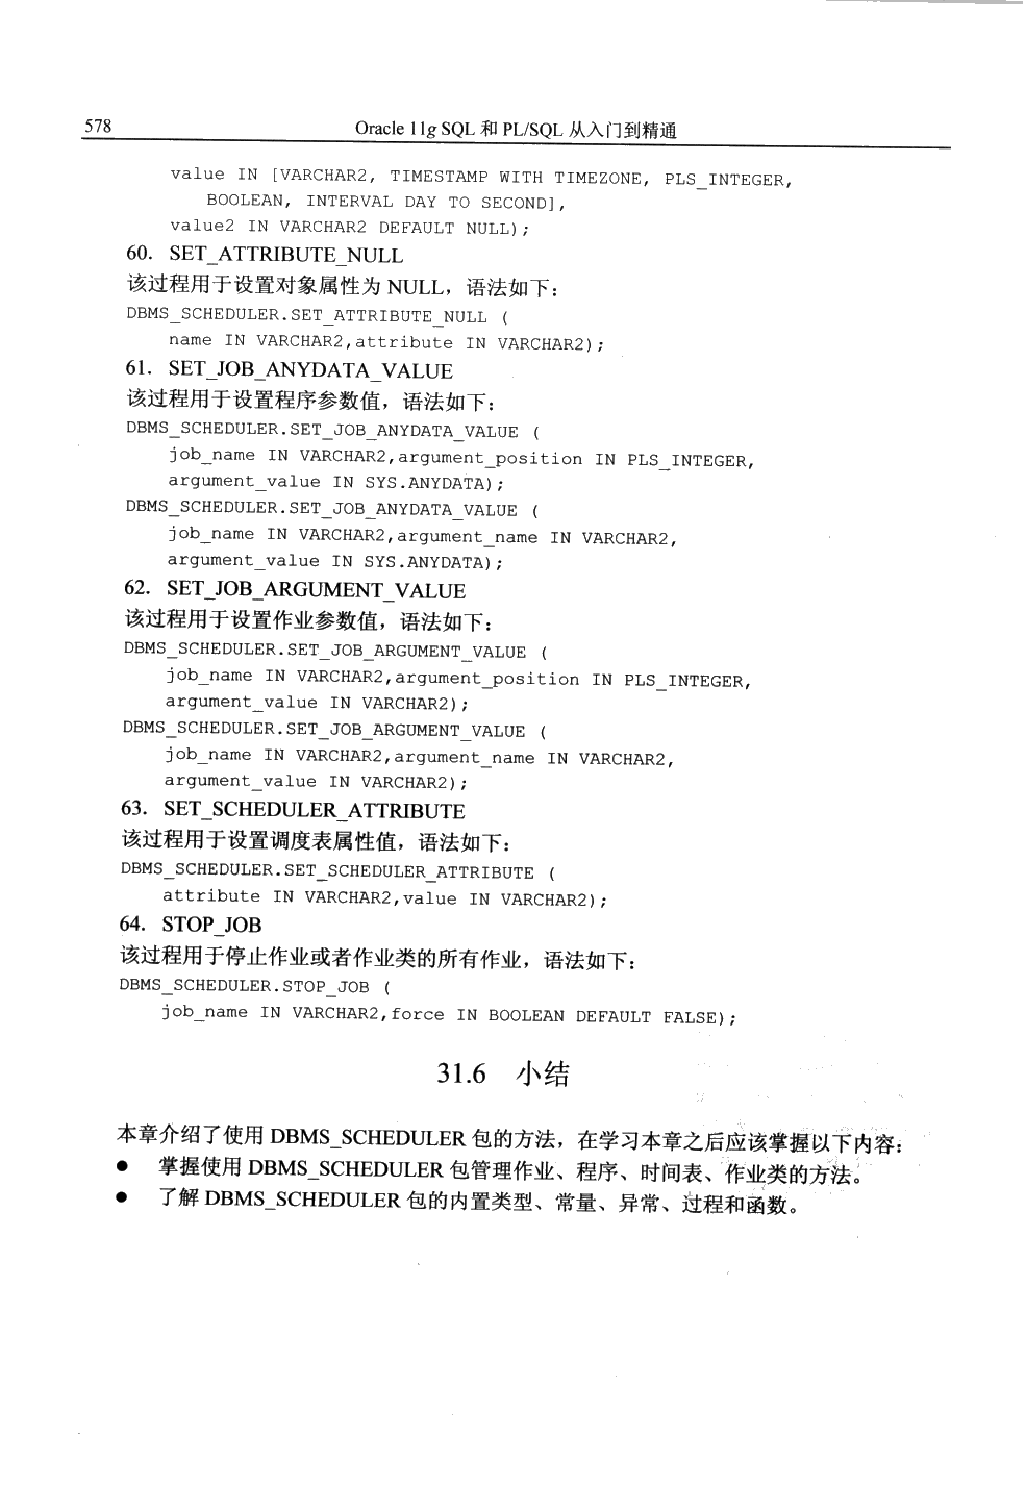 578
Oracle 11g SQL 和 PL/SQL 从入门到精通
value IN [VARCHAR2, TIMESTAMP WITH TIMEZONE, PLS_INTEGER,
BOOLEAN, INTERVAL DAY TO SECOND],
value2 IN VARCHAR2 DEFAULT NULL);
60. SET_ATTRIBUTE_NULL
该过程用于设置对象属性为 NULL，语法如下：
DBMS_SCHEDULER.SET_ATTRIBUTE_NULL (
name IN VARCHAR2,attribute IN VARCHAR2);
61. SET_JOB_ANYDATA_VALUE
该过程用于设置程序参数值，语法如下：
DBMS_SCHEDULER.SET_JOB_ANYDATA_VALUE (
job_name IN VARCHAR2,argument_position IN PLS_INTEGER,
argument_value IN SYS.ANYDATA);
DBMS_SCHEDULER.SET_JOB_ANYDATA_VALUE (
job_name IN VARCHAR2,argument_name IN VARCHAR2,
argument_value IN SYS.ANYDATA);
62. SET_JOB_ARGUMENT_VALUE
该过程用于设置作业参数值，语法如下：
DBMS_SCHEDULER.SET_JOB_ARGUMENT_VALUE (
job_name IN VARCHAR2,argument_position IN PLS_INTEGER,
argument_value IN VARCHAR2);
DBMS_SCHEDULER.SET_JOB_ARGUMENT_VALUE (
job_name IN VARCHAR2,argument_name IN VARCHAR2,
argument_value IN VARCHAR2);
63. SET_SCHEDULER_ATTRIBUTE
该过程用于设置调度表属性值，语法如下：
DBMS_SCHEDULER.SET_SCHEDULER_ATTRIBUTE (
attribute IN VARCHAR2,value IN VARCHAR2);
64. STOP_JOB
该过程用于停止作业或者作业类的所有作业，语法如下：
DBMS_SCHEDULER.STOP_JOB (
job_name IN VARCHAR2,force IN BOOLEAN DEFAULT FALSE);
31.6 小结
本章介绍了使用 DBMS_SCHEDULER 包的方法，在学习本章之后应该掌握以下内容：
● 掌握使用 DBMS_SCHEDULER 包管理作业、程序、时间表、作业类的方法。
● 了解 DBMS_SCHEDULER 包的内置类型、常量、异常、过程和函数。